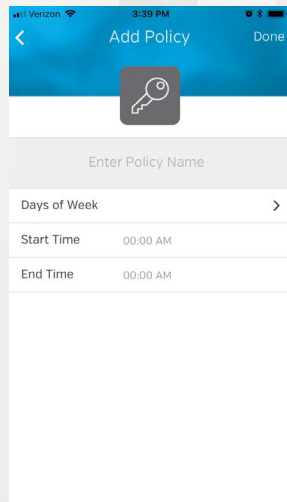 Verizon 3:39 PM
Add Policy Done
Enter Policy Name
Days of Week
Start Time 00:00 AM
End Time 00:00 AM